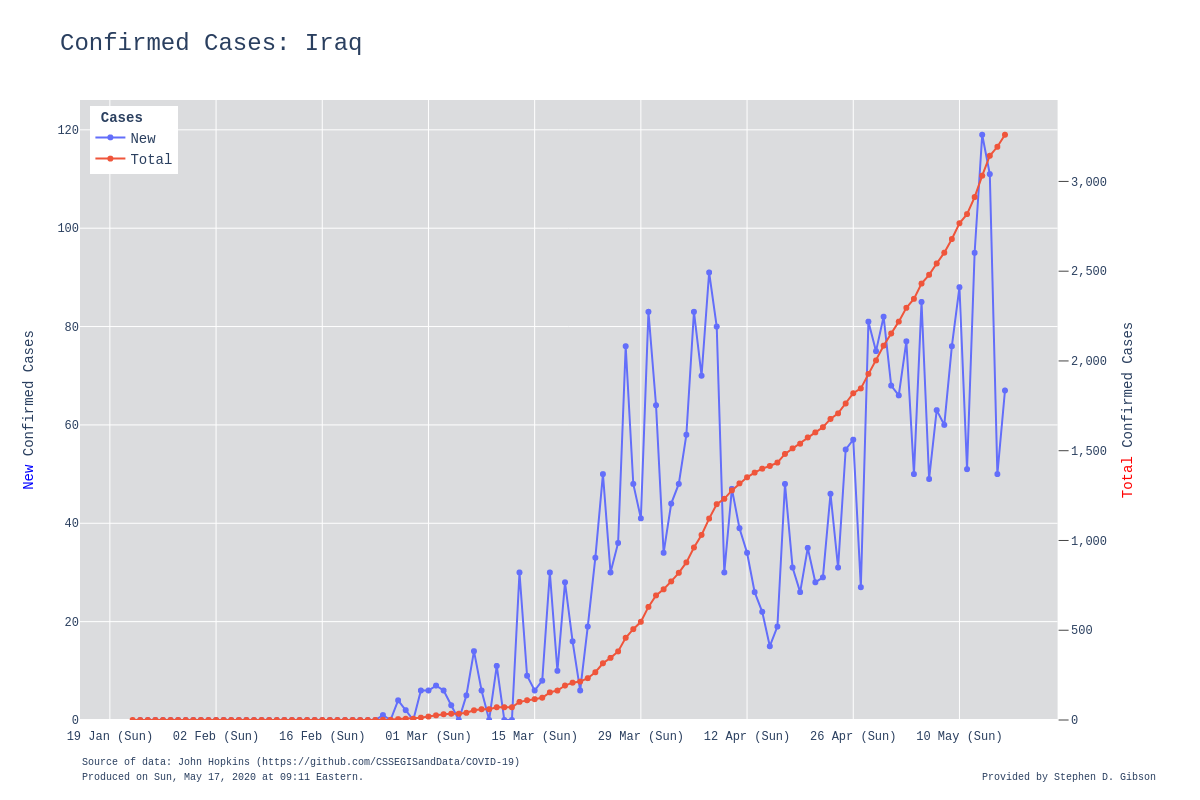 Confirmed Cases: Iraq
Cases
New
Total
120
100
80
60
40
20
0
New Confirmed Cases
3,000
2,500
2,000
1,500
1,000
500
0
Total Confirmed Cases
19 Jan (Sun) 02 Feb (Sun) 16 Feb (Sun) 01 Mar (Sun) 15 Mar (Sun) 29 Mar (Sun) 12 Apr (Sun) 26 Apr (Sun) 10 May (Sun)
Source of data: John Hopkins (https://github.com/CSSEGISandData/COVID-19)
Produced on Sun, May 17, 2020 at 09:11 Eastern.
Provided by Stephen D. Gibson